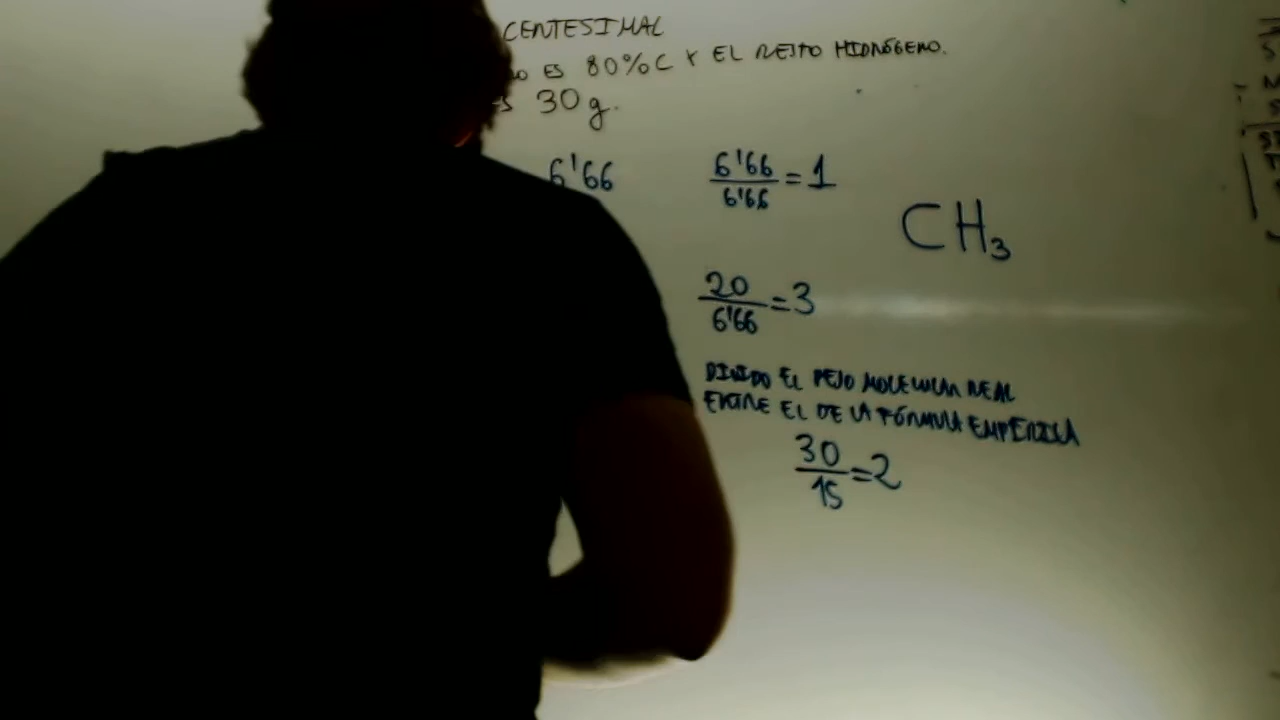 CENTESIMAL
ES 80%C Y EL RESTO HIDRÓGENO.
30 g.
6'66
6'66/6'66 = 1
CH₃
20/6'66 = 3
DIVIDO EL PESO MOLECULAR REAL
ENTRE EL DE LA FÓRMULA EMPÍRICA
30/15 = 2